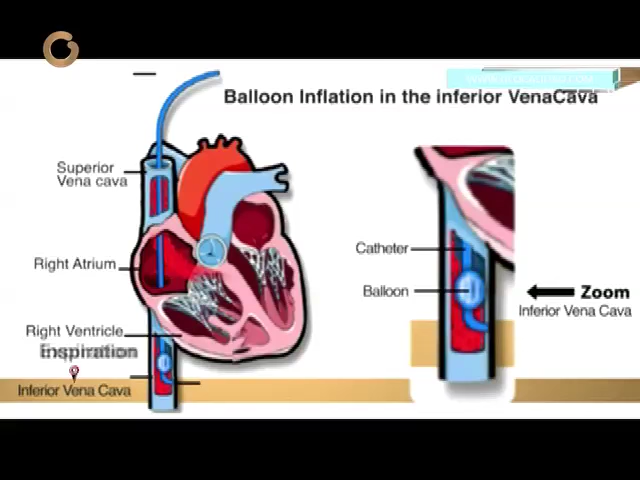 Balloon Inflation in the inferior VenaCava
Superior
Vena cava
Right Atrium
Right Ventricle
Inferior Vena Cava
Catheter
Balloon
Zoom
Inferior Vena Cava